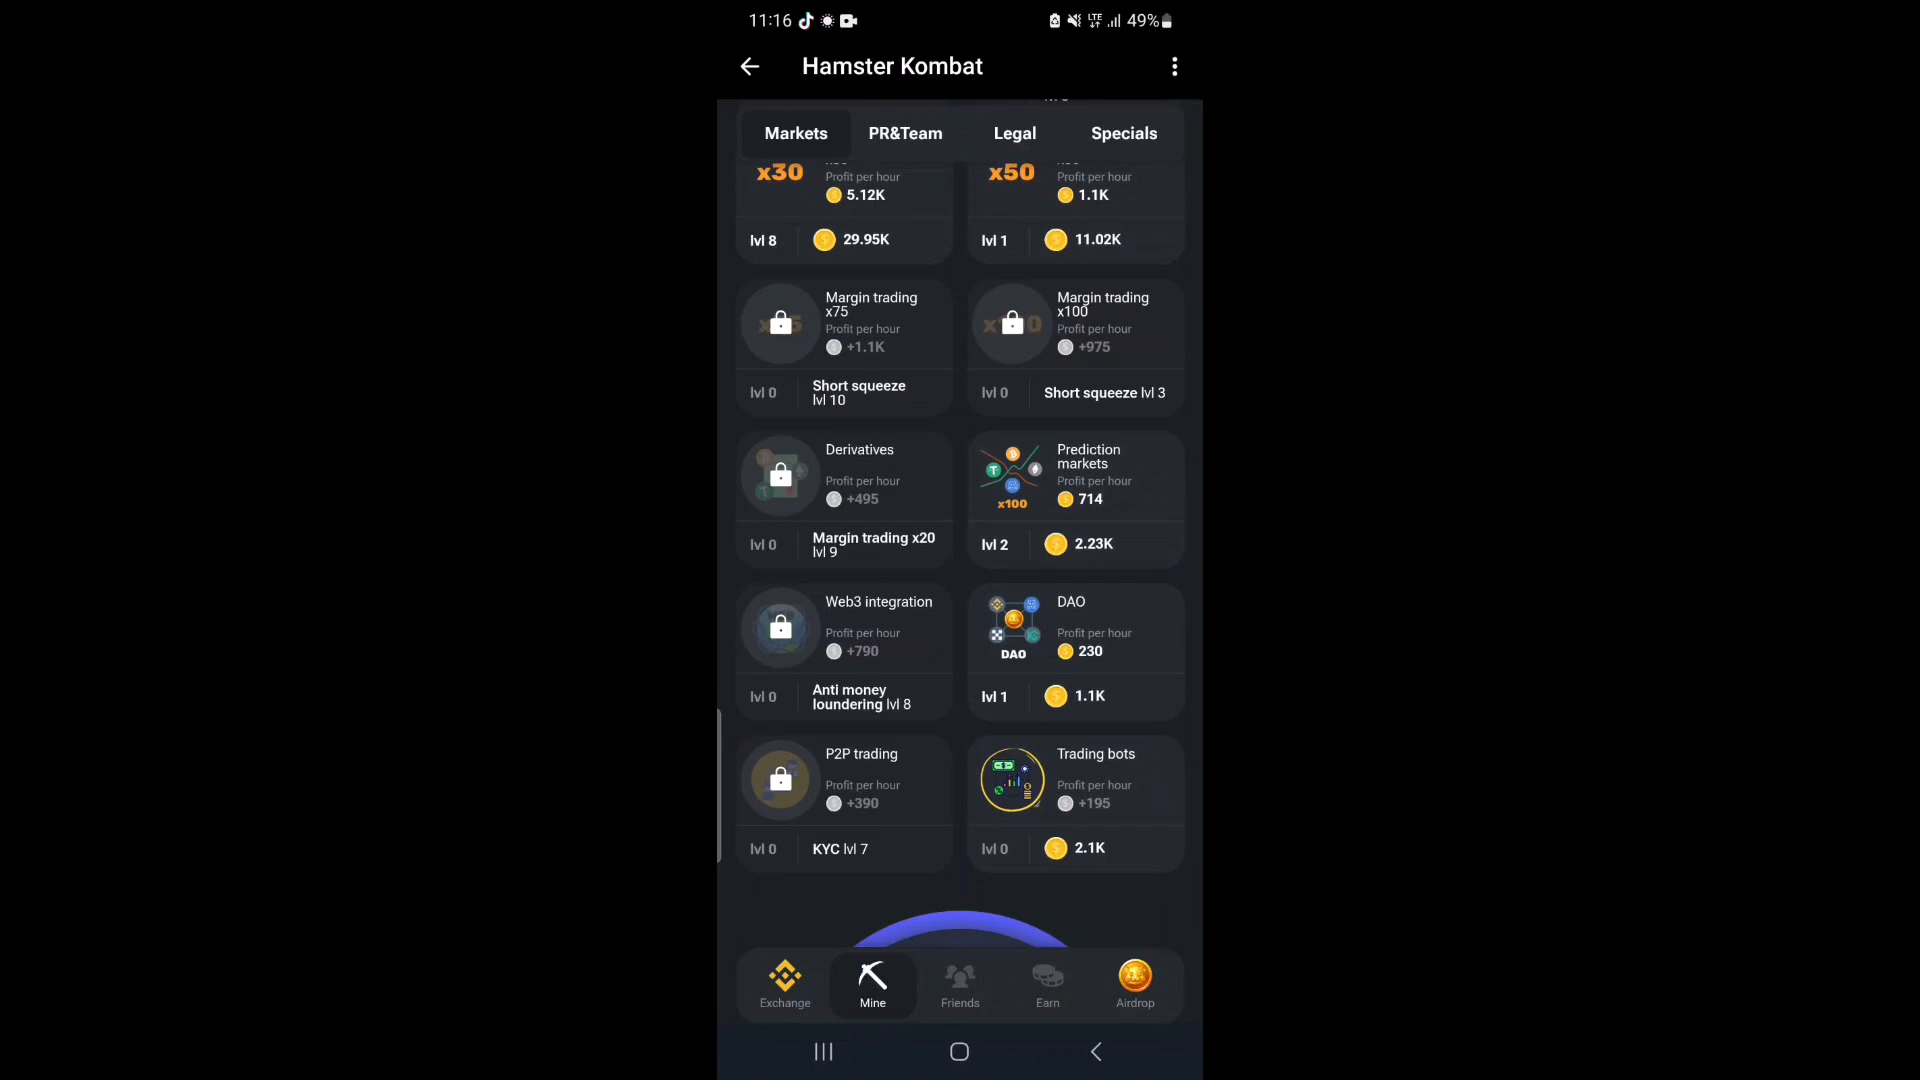 11:16
LTE 49%
Hamster Kombat
Markets PR&Team Legal Specials
x30
Profit per hour
5.12K
lvl 8 29.95K
x50
Profit per hour
1.1K
lvl 1 11.02K
Margin trading
x75
Profit per hour
+1.1K
lvl 0 Short squeeze
lvl 10
Margin trading
x100
Profit per hour
+975
lvl 0 Short squeeze lvl 3
Derivatives
Profit per hour
+495
lvl 0 Margin trading x20
lvl 9
Prediction
markets
x100
Profit per hour
714
lvl 2 2.23K
Web3 integration
Profit per hour
+790
lvl 0 Anti money
loundering lvl 8
DAO
DAO
Profit per hour
230
lvl 1 1.1K
P2P trading
Profit per hour
+390
lvl 0 KYC lvl 7
Trading bots
Profit per hour
+195
lvl 0 2.1K
Exchange Mine Friends Earn Airdrop